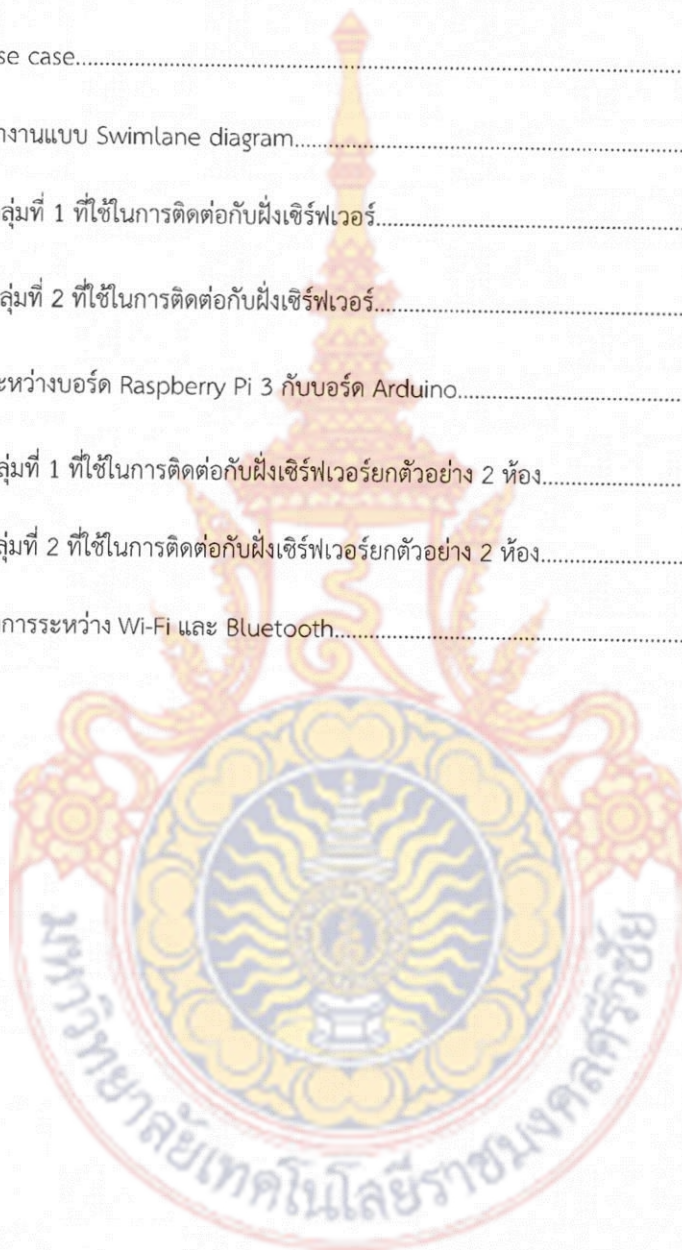 se case......................................................................................
างานแบบ Swimlane diagram......................................................................................
ลุ่มที่ 1 ที่ใช้ในการติดต่อกับฝั่งเซิร์ฟเวอร์......................................................................................
ลุ่มที่ 2 ที่ใช้ในการติดต่อกับฝั่งเซิร์ฟเวอร์......................................................................................
ะหว่างบอร์ด Raspberry Pi 3 กับบอร์ด Arduino......................................................................................
ลุ่มที่ 1 ที่ใช้ในการติดต่อกับฝั่งเซิร์ฟเวอร์ยกตัวอย่าง 2 ห้อง......................................................................................
ลุ่มที่ 2 ที่ใช้ในการติดต่อกับฝั่งเซิร์ฟเวอร์ยกตัวอย่าง 2 ห้อง......................................................................................
การระหว่าง Wi-Fi และ Bluetooth......................................................................................
มหาวิทยาลัยเทคโนโลยีราชมงคลศรีวิชัย